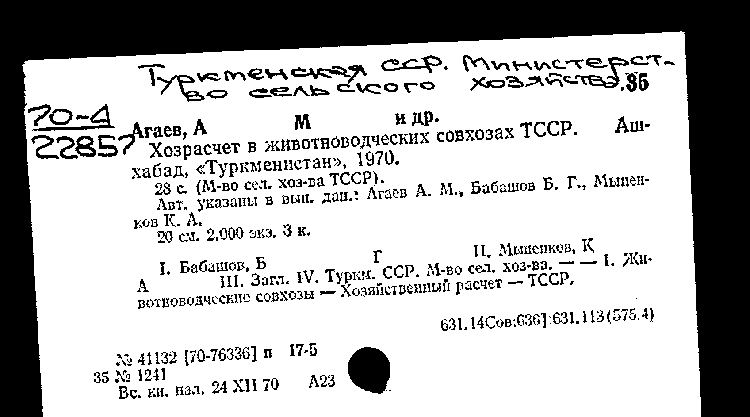 Туркменская ССР. Министерст-
во сельского хозяйства.35
70-4
22857
Агаев, А М и др.
Хозрасчет в животноводческих совхозах ТССР. Аш-
хабад, «Туркменистан», 1970.
28 с. (М-во сел. хоз-ва ТССР).
Авт. указаны в вып. дан.: Агаев А. М., Бабашов Б. Г., Мыпен-
ков К. А.
20 см. 2.000 экз. 3 к.
I. Бабашов, Б Г II. Мыпенков, К
А III. Загл. IV. Туркм. ССР. М-во сел. хоз-ва. — — 1. Жи-
вотноводческие совхозы — Хозяйственный расчет — ТССР.
631.14Сов:636]:631.113(575.4)
№ 41132 [70-76336] п 17-5
35 № 1241
Вс. кн. пал. 24 XII 70 А23